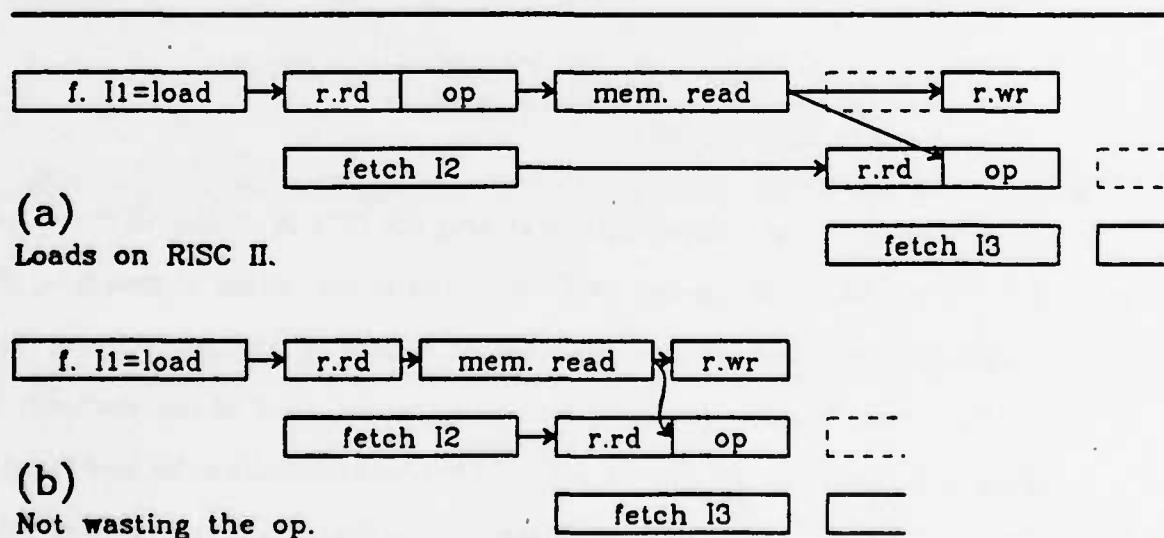 f. I1=load r.rd op mem. read r.wr
fetch I2 r.rd op
(a)
fetch I3
Loads on RISC II.
f. I1=load r.rd mem. read r.wr
fetch I2 r.rd op
(b)
fetch I3
Not wasting the op.